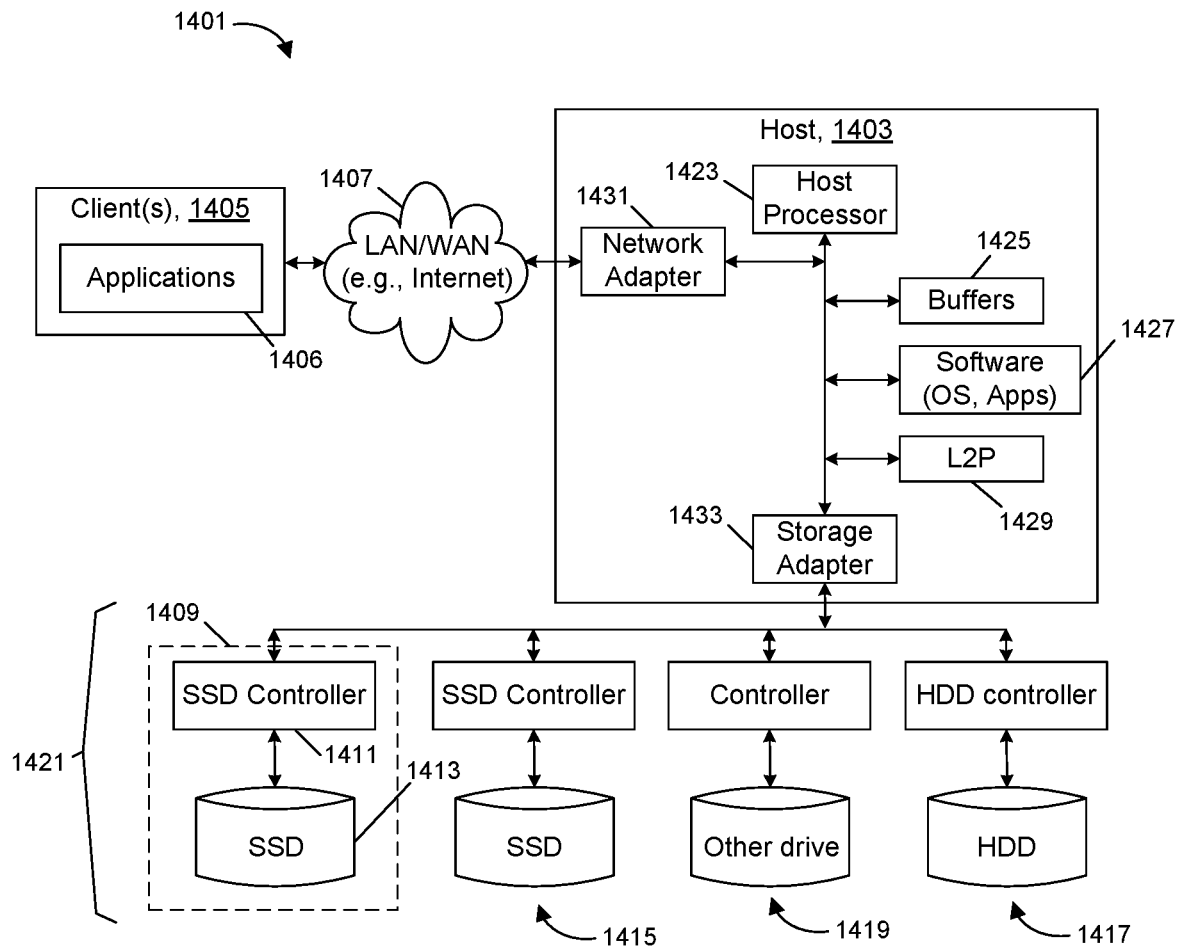 1401
Host, 1403
1423
Host
Processor
1407
1431
Client(s), 1405
LAN/WAN
(e.g., Internet)
Network
Adapter
1425
Applications
Buffers
1406
1427
Software
(OS, Apps)
L2P
1433
1429
Storage
Adapter
1409
SSD Controller
SSD Controller
Controller
HDD controller
1411
1421
1413
SSD
SSD
Other drive
HDD
1415
1419
1417